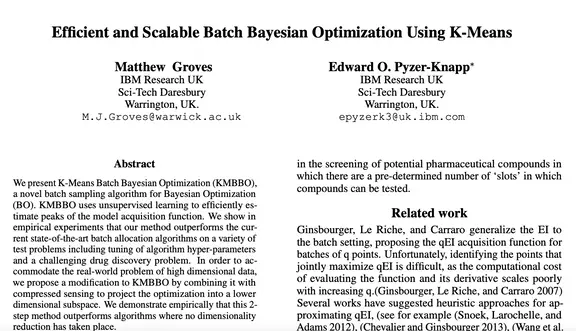 Efficient and Scalable Batch Bayesian Optimization Using K-Means
Matthew Groves
IBM Research UK
Sci-Tech Daresbury
Warrington, UK.
M.J.Groves@warwick.ac.uk
Edward O. Pyzer-Knapp*
IBM Research UK
Sci-Tech Daresbury
Warrington, UK.
epyzerk3@uk.ibm.com
Abstract
We present K-Means Batch Bayesian Optimization (KMBBO),
a novel batch sampling algorithm for Bayesian Optimization
(BO). KMBBO uses unsupervised learning to efficiently es-
timate peaks of the model acquisition function. We show in
empirical experiments that our method outperforms the cur-
rent state-of-the-art batch allocation algorithms on a variety of
test problems including tuning of algorithm hyper-parameters
and a challenging drug discovery problem. In order to ac-
commodate the real-world problem of high dimensional data,
we propose a modification to KMBBO by combining it with
compressed sensing to project the optimization into a lower
dimensional subspace. We demonstrate empirically that this 2-
step method outperforms algorithms where no dimensionality
reduction has taken place.
in the screening of potential pharmaceutical compounds in
which there are a pre-determined number of ‘slots’ in which
compounds can be tested.
Related work
Ginsbourger, Le Riche, and Carraro generalize the EI to
the batch setting, proposing the qEI acquisition function for
batches of q points. Unfortunately, identifying the points that
jointly maximize qEI is difficult, as the computational cost
of evaluating the function and its derivative scales poorly
with increasing q.(Ginsbourger, Le Riche, and Carraro 2007)
Several works have suggested heuristic approaches for ap-
proximating qEI, (see for example (Snoek, Larochelle, and
Adams 2012), (Chevalier and Ginsbourger 2013), (Wang et al.